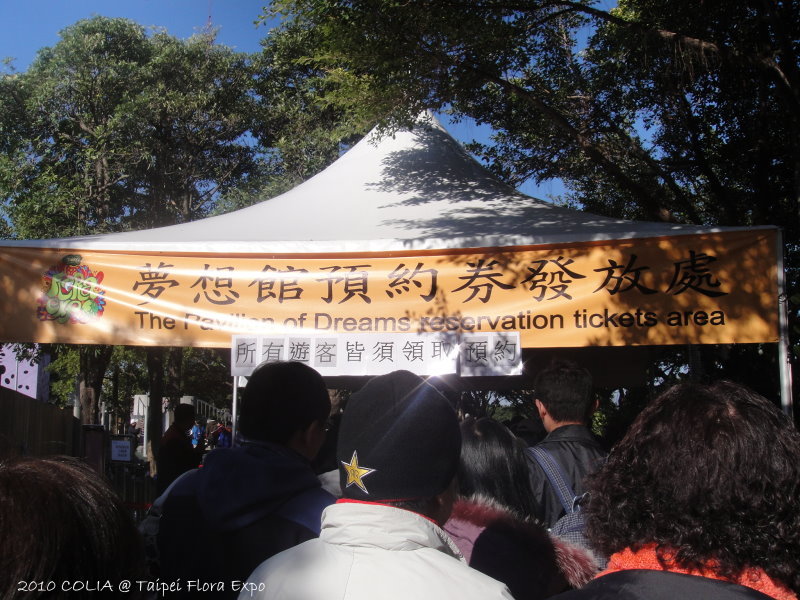 夢想館預約券發放處
The Pavilion of Dreams reservation tickets area
所有遊客皆須領取預約
2010 COLIA @ Taipei Flora Expo